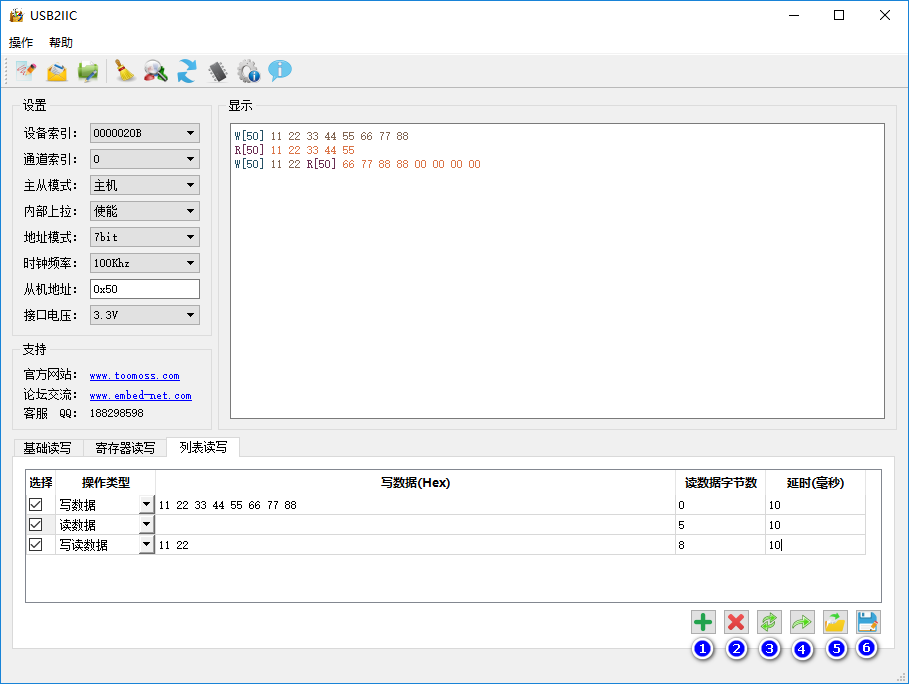 USB2IIC
操作 帮助
设置
设备索引: 0000020B
通道索引: 0
主从模式: 主机
内部上拉: 使能
地址模式: 7bit
时钟频率: 100Khz
从机地址: 0x50
接口电压: 3.3V
支持
官方网站: www.toomoss.com
论坛交流: www.embed-net.com
客服 QQ: 188298598
显示
W[50] 11 22 33 44 55 66 77 88
R[50] 11 22 33 44 55
W[50] 11 22 R[50] 66 77 88 88 00 00 00 00
基础读写 寄存器读写 列表读写
选择 操作类型 写数据(Hex) 读数据字节数 延时(毫秒)
写数据 11 22 33 44 55 66 77 88 0 10
读数据 5 10
写读数据 11 22 8 10
1 2 3 4 5 6